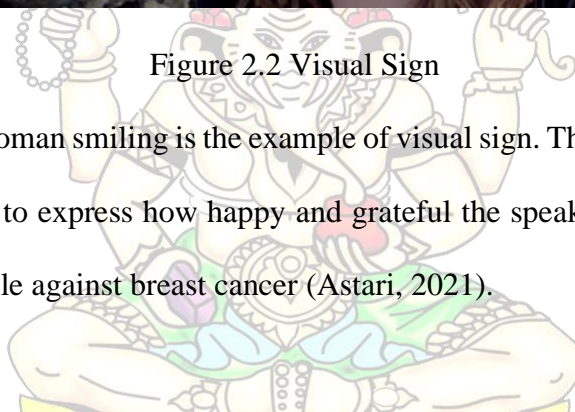 Figure 2.2 Visual Sign
oman smiling is the example of visual sign. Th
to express how happy and grateful the speak
le against breast cancer (Astari, 2021).